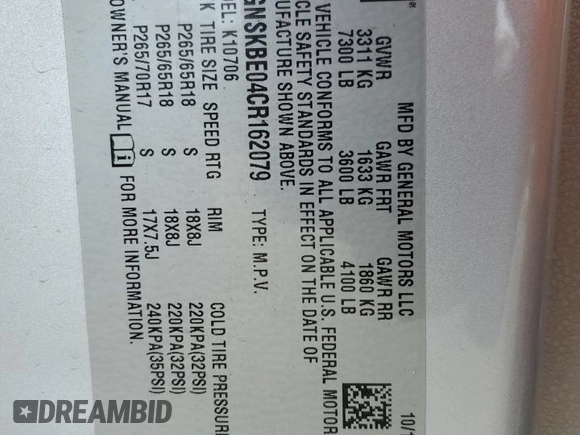 MFD BY GENERAL MOTORS LLC 10/1
GVWR GAWR FRT GAWR RR
3311 KG 1633 KG 1860 KG
7300 LB 3600 LB 4100 LB
VEHICLE CONFORMS TO ALL APPLICABLE U.S. FEDERAL MOTOR
CLE SAFETY STANDARDS IN EFFECT ON THE DATE OF
UFACTURE SHOWN ABOVE.
GNSKBE04CR162079 TYPE: M.P.V.
DEL: K10706
TIRE SIZE SPEED RTG RIM COLD TIRE PRESSURE
P265/65R18 S 18X8J 220KPA(32PSI)
P265/65R18 S 18X8J 220KPA(32PSI)
P265/70R17 S 17X7.5J 240KPA(35PSI)
OWNER'S MANUAL i FOR MORE INFORMATION.
DREAMBID